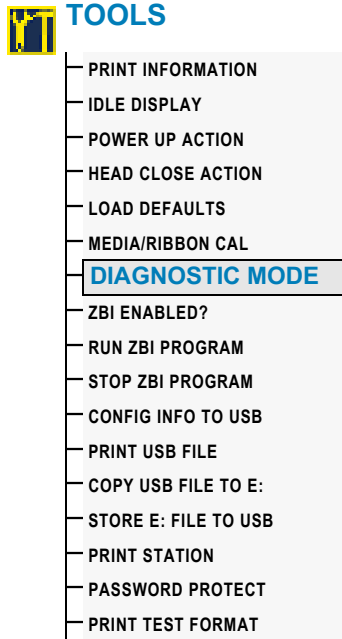 TOOLS
PRINT INFORMATION
IDLE DISPLAY
POWER UP ACTION
HEAD CLOSE ACTION
LOAD DEFAULTS
MEDIA/RIBBON CAL
DIAGNOSTIC MODE
ZBI ENABLED?
RUN ZBI PROGRAM
STOP ZBI PROGRAM
CONFIG INFO TO USB
PRINT USB FILE
COPY USB FILE TO E:
STORE E: FILE TO USB
PRINT STATION
PASSWORD PROTECT
PRINT TEST FORMAT